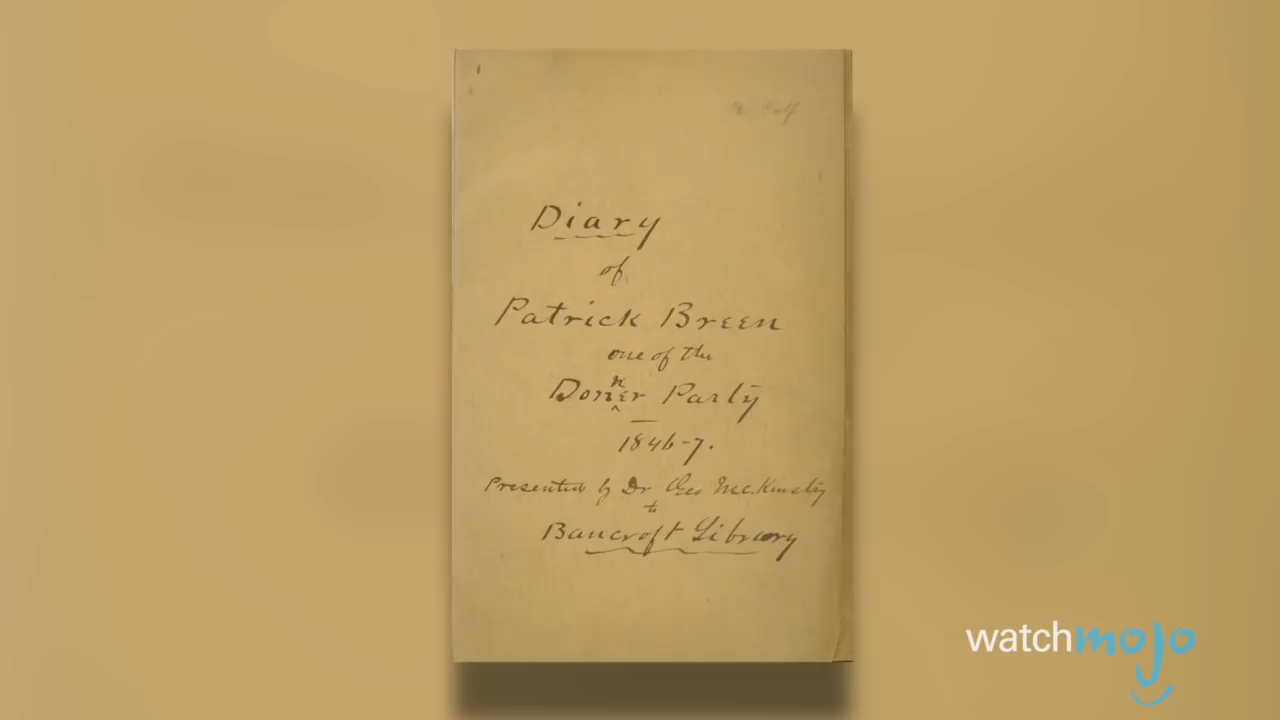 Diary
of
Patrick Breen
one of the
Donner Party
1846-7.
Presented by Dr Geo McKinstry
to
Bancroft Library
watchmojo